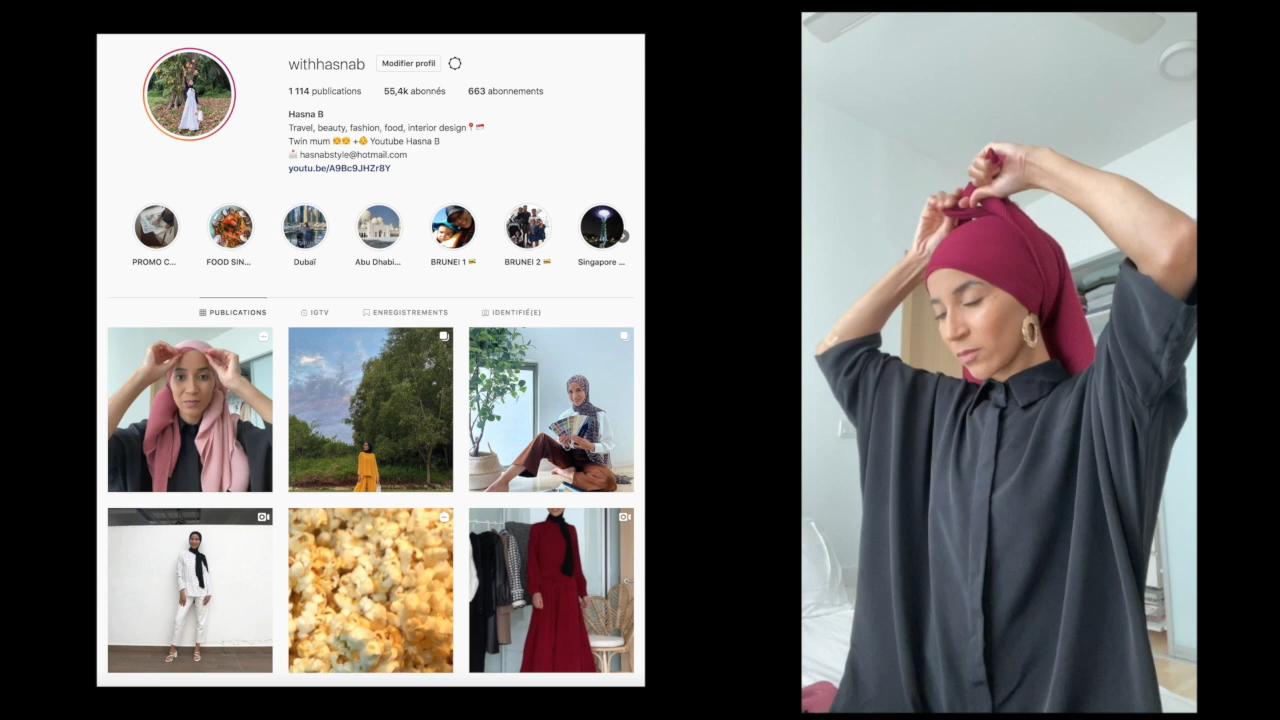 withhasnab Modifier profil
1 114 publications 55,4k abonnés 663 abonnements
Hasna B
Travel, beauty, fashion, food, interior design
Twin mum + Youtube Hasna B
hasnabstyle@hotmail.com
youtu.be/A9Bc9JHZr8Y
PROMO C... FOOD SIN... Dubaï Abu Dhabi... BRUNEI 1 BRUNEI 2 Singapore ...
PUBLICATIONS IGTV ENREGISTREMENTS IDENTIFIÉ(E)